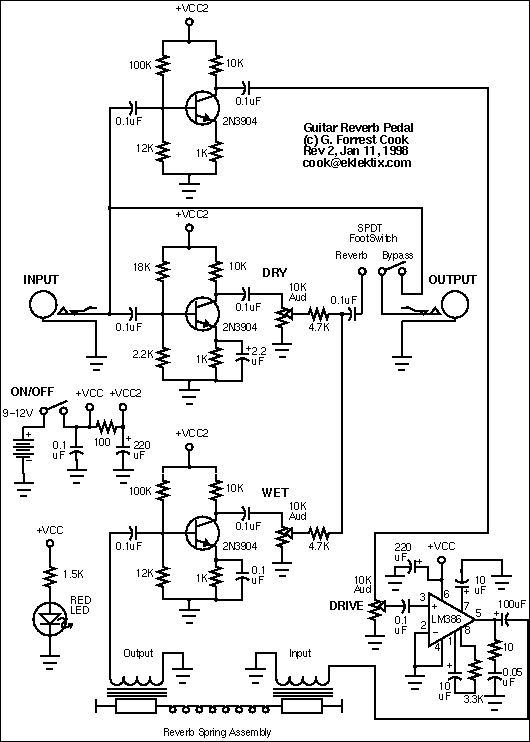 +VCC2
100K
10K
0.1uF
0.1uF
2N3904
12K
1K
Guitar Reverb Pedal
(c) G. Forrest Cook
Rev 2, Jan 11, 1998
cook@eklektix.com
+VCC2
SPDT
FootSwitch
Reverb
Bypass
INPUT
18K
10K
DRY
10K
Aud
0.1uF
0.1uF
OUTPUT
0.1uF
2N3904
4.7K
2.2K
1K
2.2
uF
ON/OFF
+VCC
+VCC2
9-12V
+
0.1
uF
100
+
220
uF
+VCC2
100K
10K
WET
10K
Aud
0.1uF
0.1uF
2N3904
4.7K
12K
1K
0.1
uF
+VCC
1.5K
RED
LED
220
uF
+
+VCC
10
uF
+
10K
Aud
DRIVE
0.1
uF
3
+
6
7
LM386
5
2
-
4
1
8
100uF
+
10
0.05
uF
+
10
uF
3.3K
Output
Input
Reverb Spring Assembly